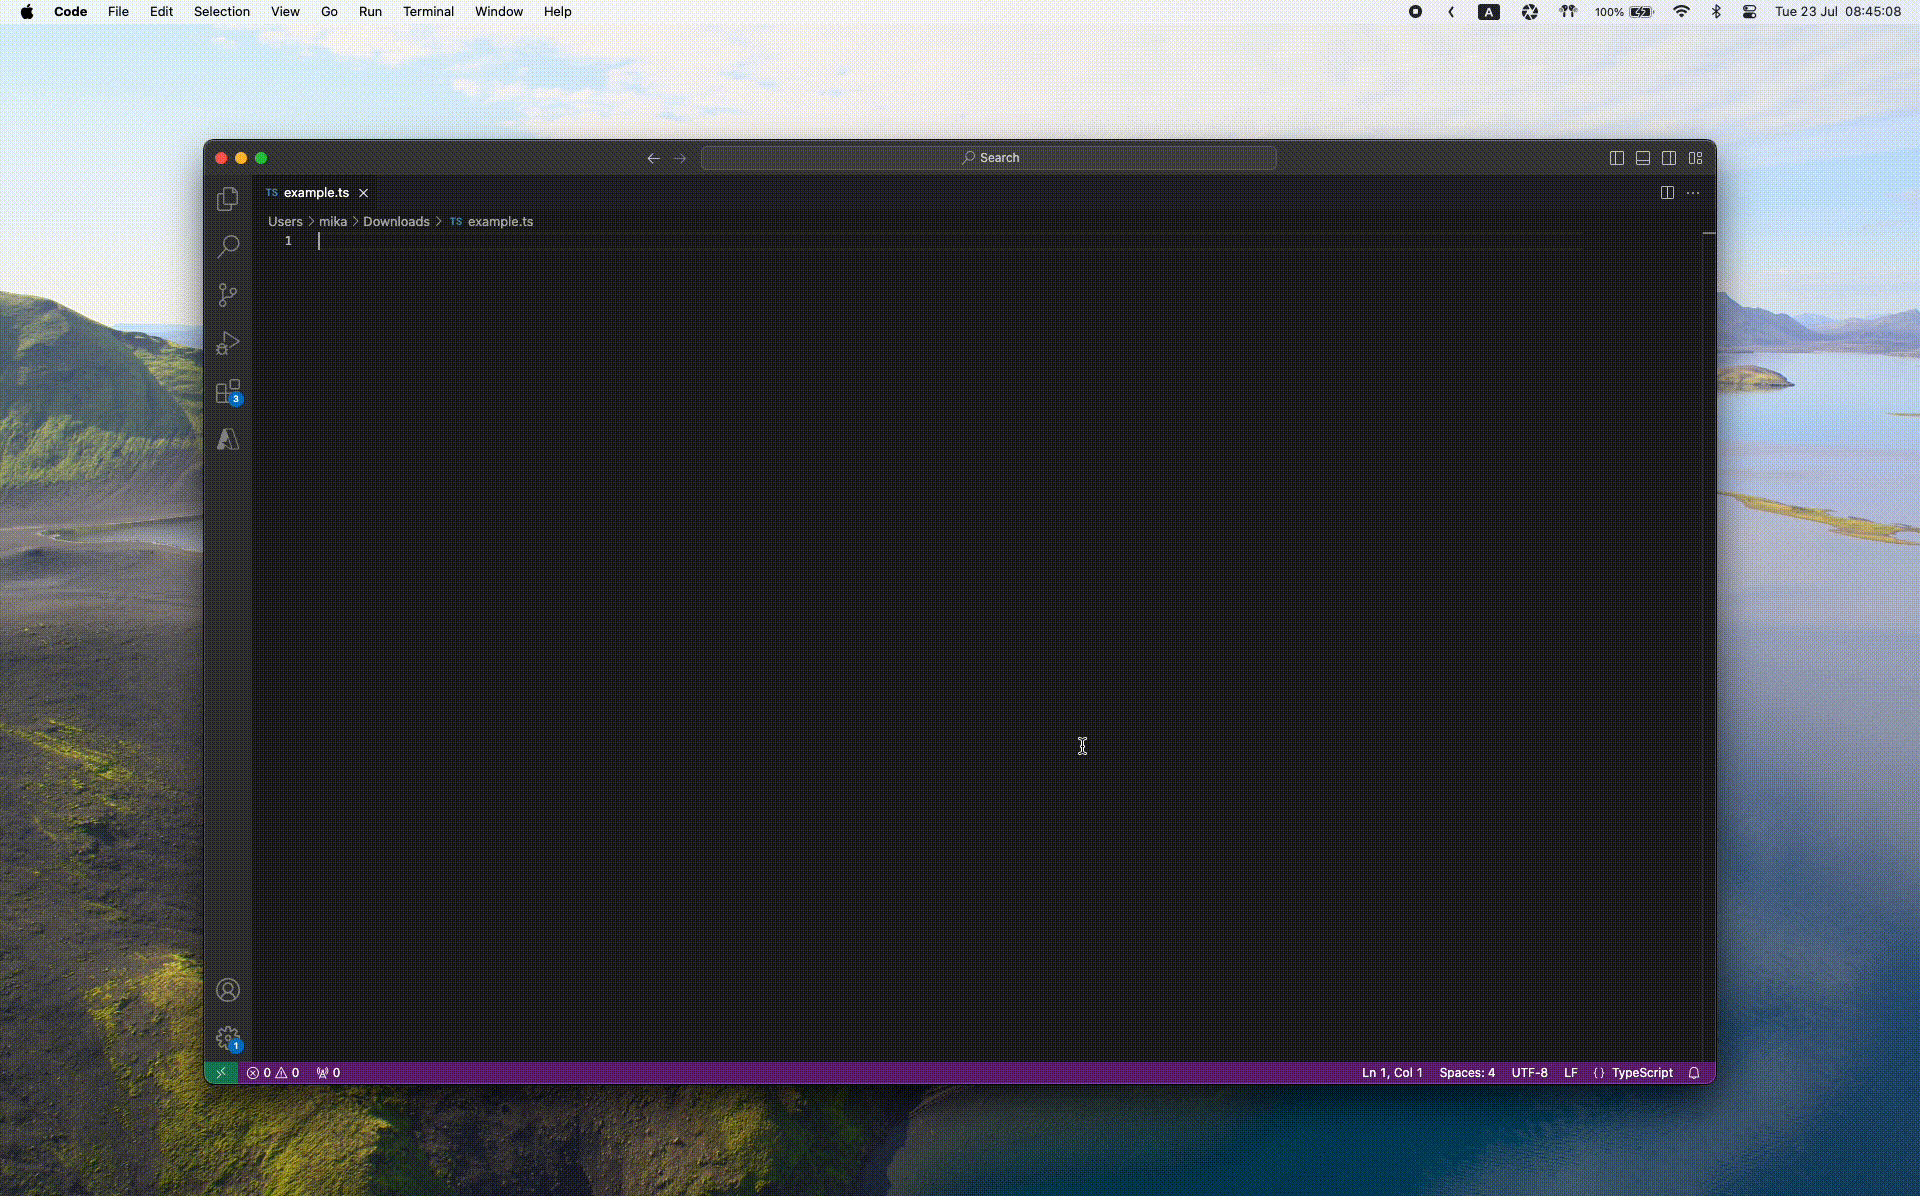 Code File Edit Selection View Go Run Terminal Window Help A 100% Tue 23 Jul 08:45:08
Search
TS example.ts
Users > mika > Downloads > TS example.ts
1
3
1
0 0 0 Ln 1, Col 1 Spaces: 4 UTF-8 LF {} TypeScript